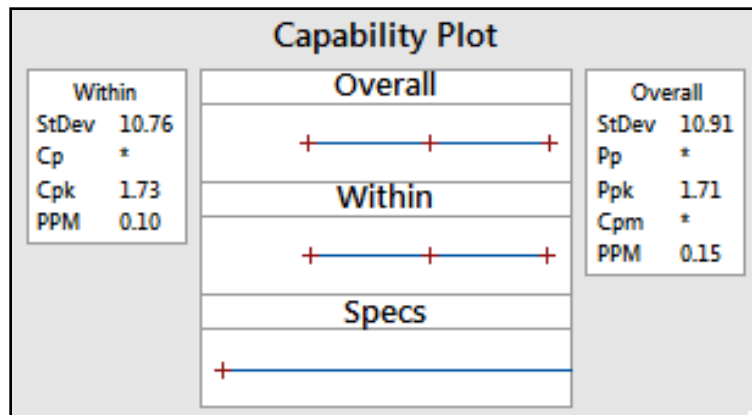 Capability Plot
Within
StDev 10.76
Cp *
Cpk 1.73
PPM 0.10
Overall
Within
Specs
Overall
StDev 10.91
Pp *
Ppk 1.71
Cpm *
PPM 0.15